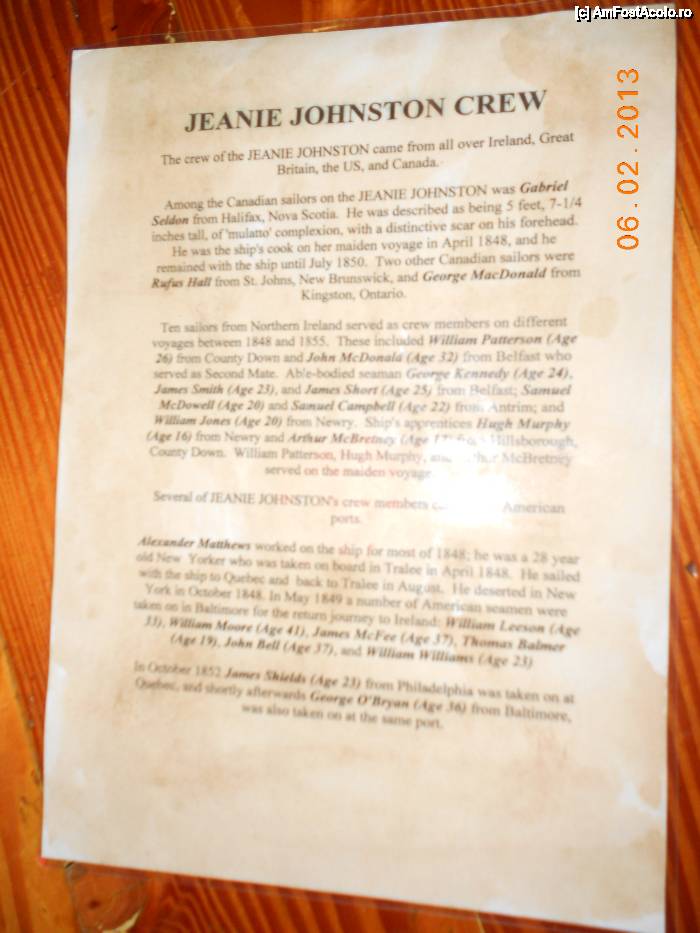 [c] AmFostAcolo.ro
06.02.2013
JEANIE JOHNSTON CREW
The crew of the JEANIE JOHNSTON came from all over Ireland, Great
Britain, the US, and Canada.
Among the Canadian sailors on the JEANIE JOHNSTON was Gabriel
Seldon from Halifax, Nova Scotia. He was described as being 5 feet, 7-1/4
inches tall, of 'mulatto' complexion, with a distinctive scar on his forehead.
He was the ship's cook on her maiden voyage in April 1848, and he
remained with the ship until July 1850. Two other Canadian sailors were
Rufus Hall from St. Johns, New Brunswick, and George MacDonald from
Kingston, Ontario.
Ten sailors from Northern Ireland served as crew members on different
voyages between 1848 and 1855. These included William Patterson (Age
26) from County Down and John McDonald (Age 32) from Belfast who
served as Second Mate. Able-bodied seaman George Kennedy (Age 24),
James Smith (Age 23), and James Short (Age 25) from Belfast; Samuel
McDowell (Age 20) and Samuel Campbell (Age 22) from Antrim; and
William Jones (Age 20) from Newry. Ship's apprentices Hugh Murphy
(Age 16) from Newry and Arthur McBretney (Age from Hillsborough,
County Down. William Patterson, Hugh Murphy, and Arthur McBretney
served on the maiden voyage.
Several of JEANIE JOHNSTON's crew members American
ports.
Alexander Matthews worked on the ship for most of 1848; he was a 28 year
old New Yorker who was taken on board in Tralee in April 1848. He sailed
with the ship to Quebec and back to Tralee in August. He deserted in New
York in October 1848. In May 1849 a number of American seamen were
taken on in Baltimore for the return journey to Ireland: William Leeson (Age
33), William Moore (Age 41), James McFee (Age 37), Thomas Balmer
(Age 19), John Bell (Age 37), and William Williams (Age 23)
In October 1852 James Shields (Age 23) from Philadelphia was taken on at
Quebec, and shortly afterwards George O'Bryan (Age 36) from Baltimore,
was also taken on at the same port.